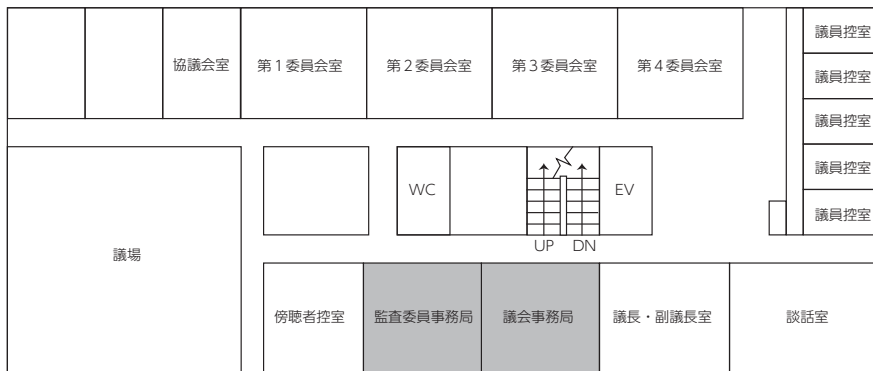 協議会室
第１委員会室
第２委員会室
第３委員会室
第４委員会室
議員控室
議員控室
議員控室
議員控室
議員控室
WC
EV
UP
DN
議場
傍聴者控室
監査委員事務局
議会事務局
議長・副議長室
談話室